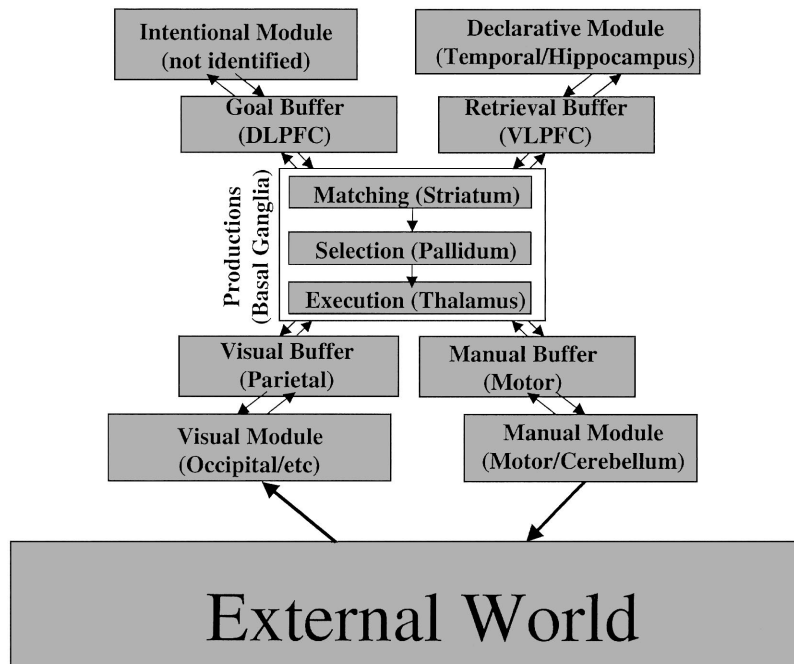 Intentional Module
(not identified)
Declarative Module
(Temporal/Hippocampus)
Goal Buffer
(DLPFC)
Retrieval Buffer
(VLPFC)
Productions
(Basal Ganglia)
Matching (Striatum)
Selection (Pallidum)
Execution (Thalamus)
Visual Buffer
(Parietal)
Manual Buffer
(Motor)
Visual Module
(Occipital/etc)
Manual Module
(Motor/Cerebellum)
External World